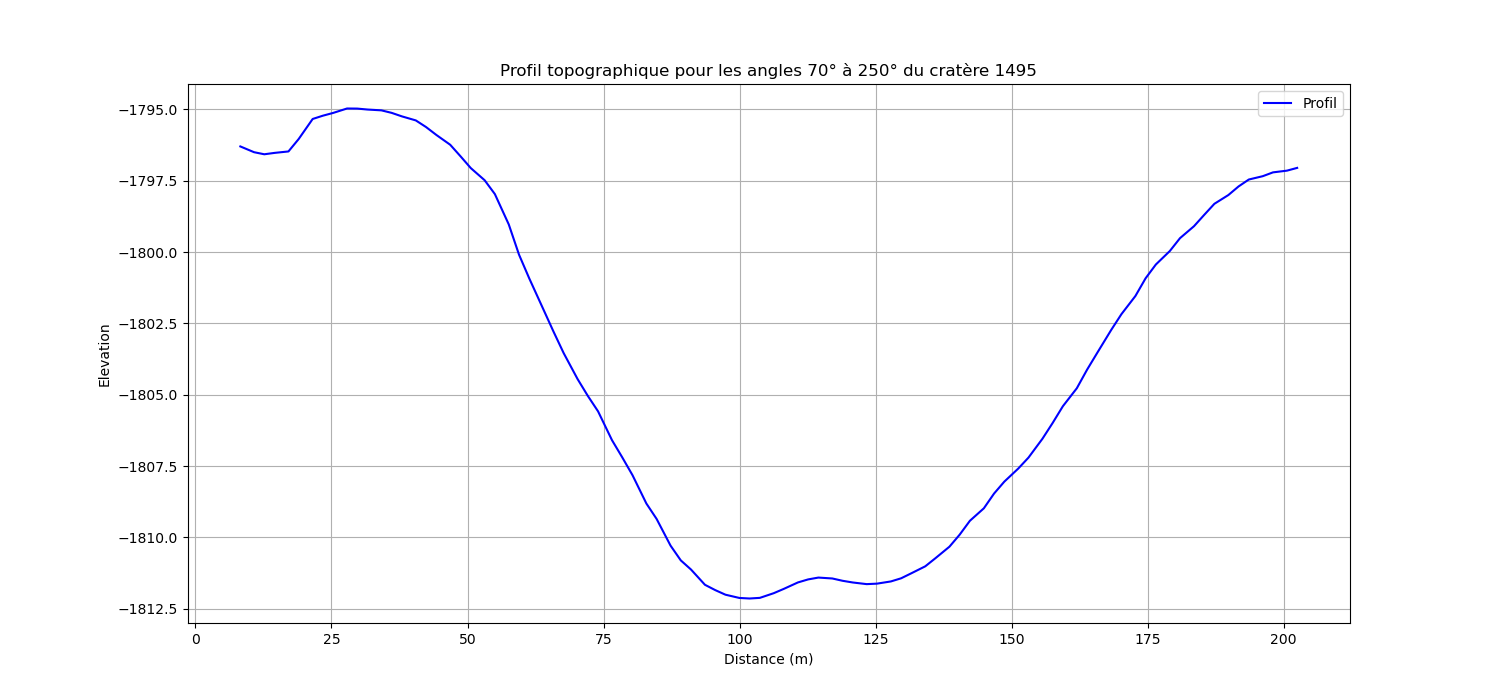 Profil topographique pour les angles 70° à 250° du cratère 1495
Profil
−1795.0
−1797.5
−1800.0
−1802.5
−1805.0
−1807.5
−1810.0
−1812.5
Elevation
0 25 50 75 100 125 150 175 200
Distance (m)